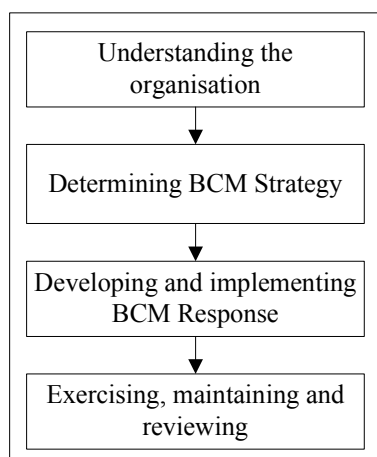 Understanding the
organisation
Determining BCM Strategy
Developing and implementing
BCM Response
Exercising, maintaining and
reviewing